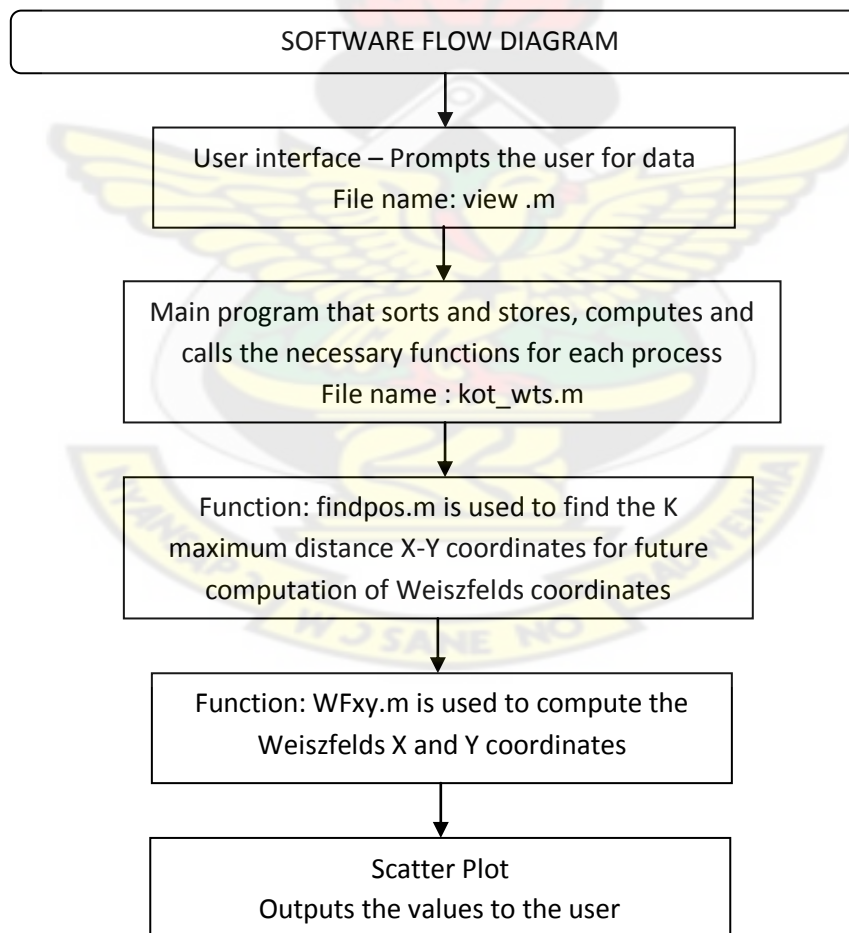 SOFTWARE FLOW DIAGRAM
User interface – Prompts the user for data
File name: view .m
Main program that sorts and stores, computes and
calls the necessary functions for each process
File name : kot_wts.m
Function: findpos.m is used to find the K
maximum distance X-Y coordinates for future
computation of Weiszfelds coordinates
Function: WFxy.m is used to compute the
Weiszfelds X and Y coordinates
Scatter Plot
Outputs the values to the user
W Ɔ SANE NO